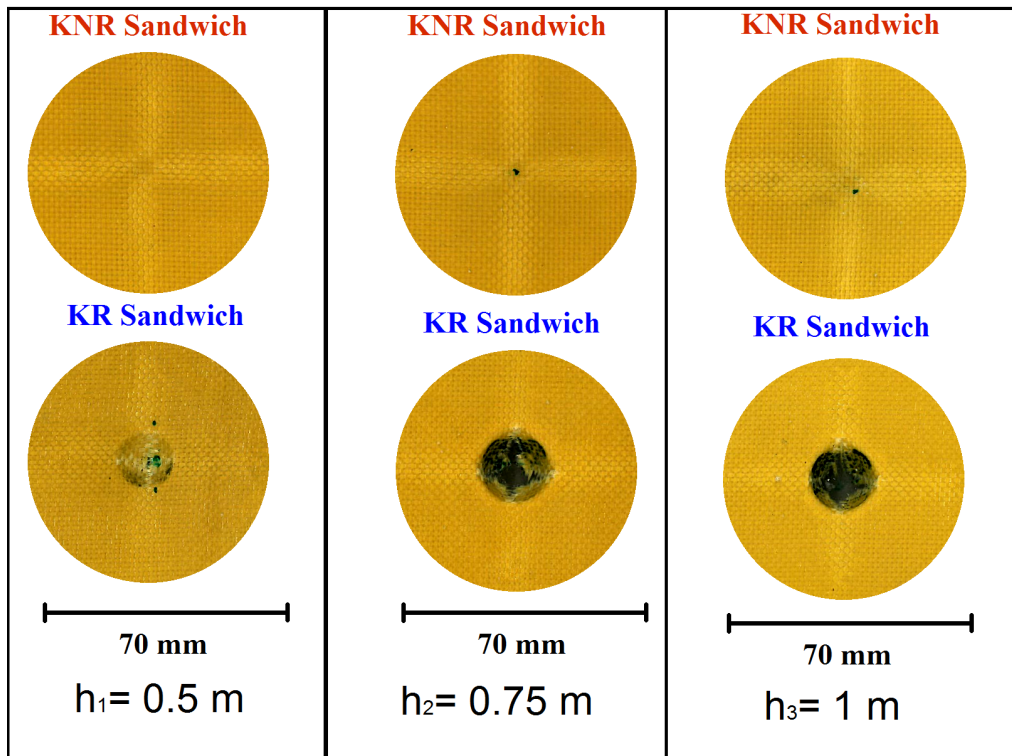 KNR Sandwich
KR Sandwich
70 mm
h₁= 0.5 m
KNR Sandwich
KR Sandwich
70 mm
h₂= 0.75 m
KNR Sandwich
KR Sandwich
70 mm
h₃= 1 m